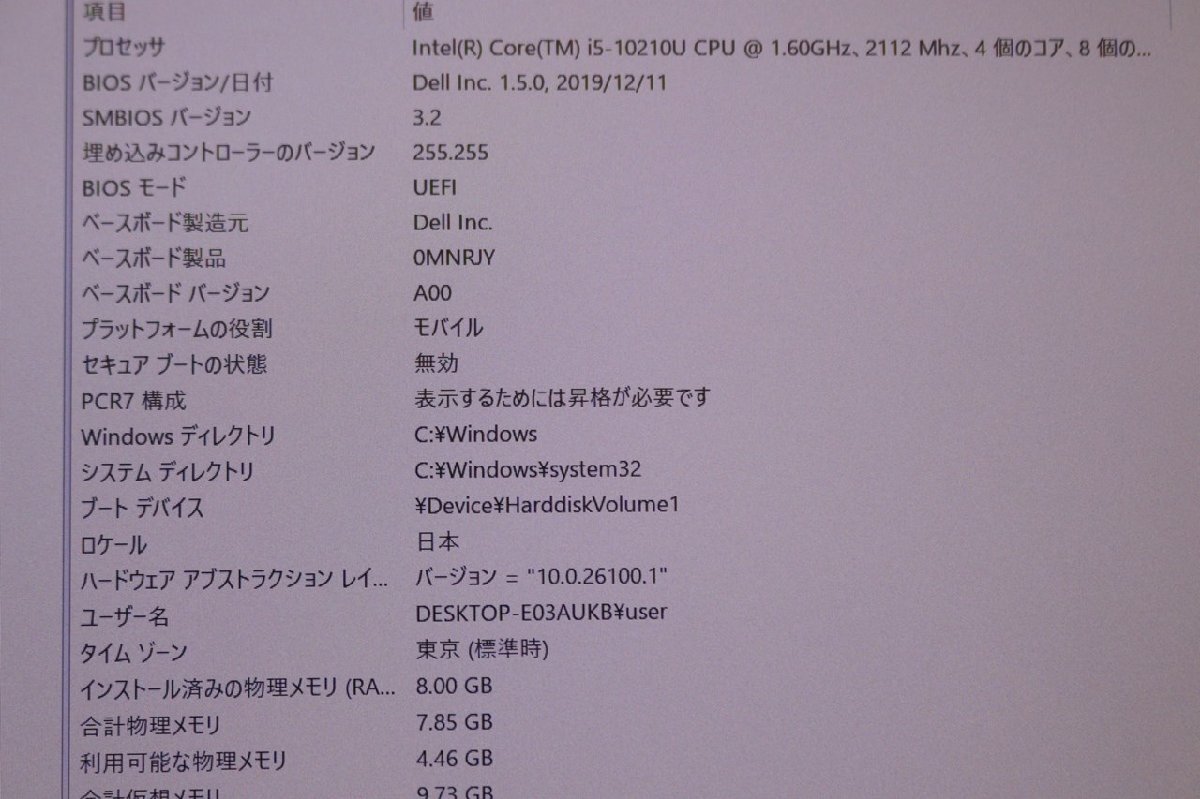 項目 値
プロセッサ Intel(R) Core(TM) i5-10210U CPU @ 1.60GHz、2112 Mhz、4 個のコア、8 個の...
BIOS バージョン/日付 Dell Inc. 1.5.0, 2019/12/11
SMBIOS バージョン 3.2
埋め込みコントローラーのバージョン 255.255
BIOS モード UEFI
ベースボード製造元 Dell Inc.
ベースボード製品 0MNRJY
ベースボード バージョン A00
プラットフォームの役割 モバイル
セキュア ブートの状態 無効
PCR7 構成 表示するためには昇格が必要です
Windows ディレクトリ C:¥Windows
システム ディレクトリ C:¥Windows¥system32
ブート デバイス ¥Device¥HarddiskVolume1
ロケール 日本
ハードウェア アブストラクション レイ... バージョン = "10.0.26100.1"
ユーザー名 DESKTOP-E03AUKB¥user
タイム ゾーン 東京 (標準時)
インストール済みの物理メモリ (RA... 8.00 GB
合計物理メモリ 7.85 GB
利用可能な物理メモリ 4.46 GB
合計仮想メモリ 9.73 GB